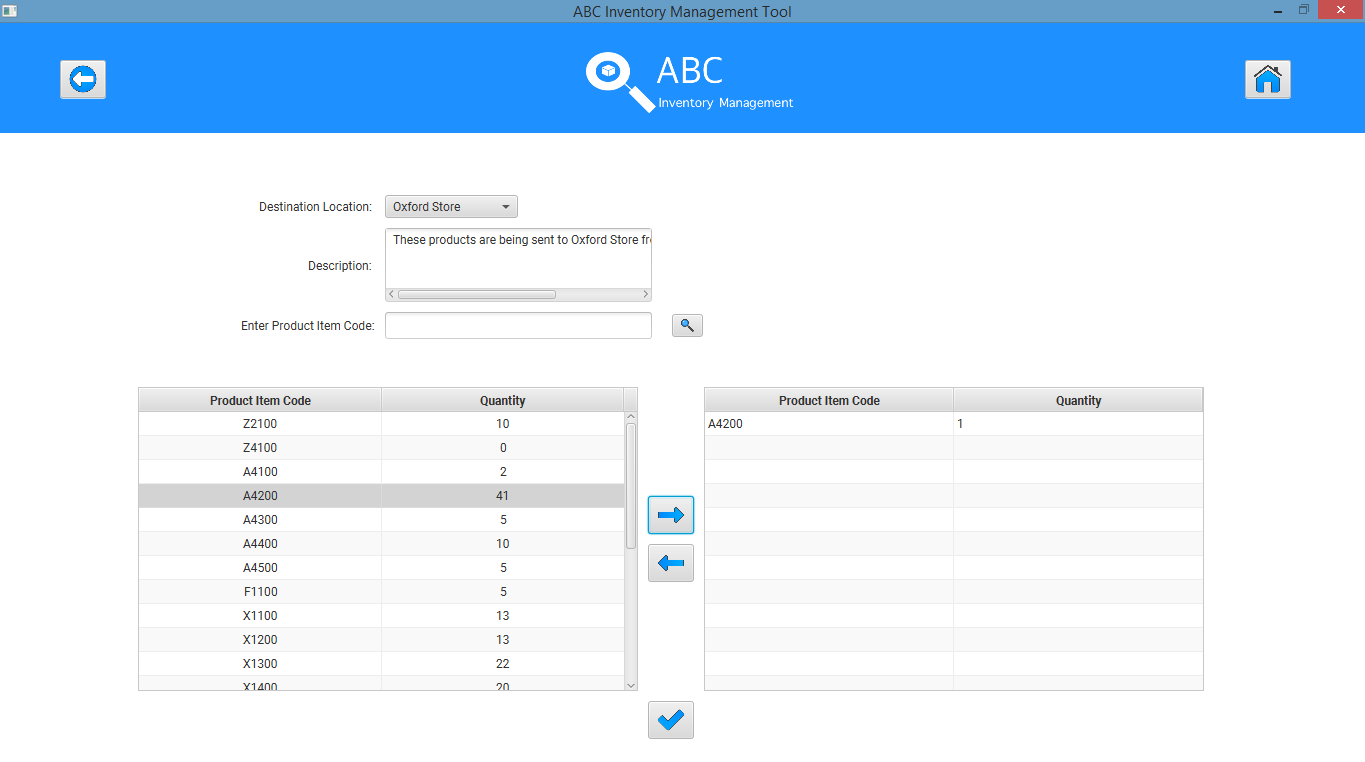 ABC Inventory Management Tool
ABC
Inventory Management
Destination Location: Oxford Store
Description: These products are being sent to Oxford Store
Enter Product Item Code:
Product Item Code Quantity Product Item Code Quantity
Z2100 10 A4200 1
Z4100 0
A4100 2
A4200 41
A4300 5
A4400 10
A4500 5
F1100 5
X1100 13
X1200 13
X1300 22
X1400 20